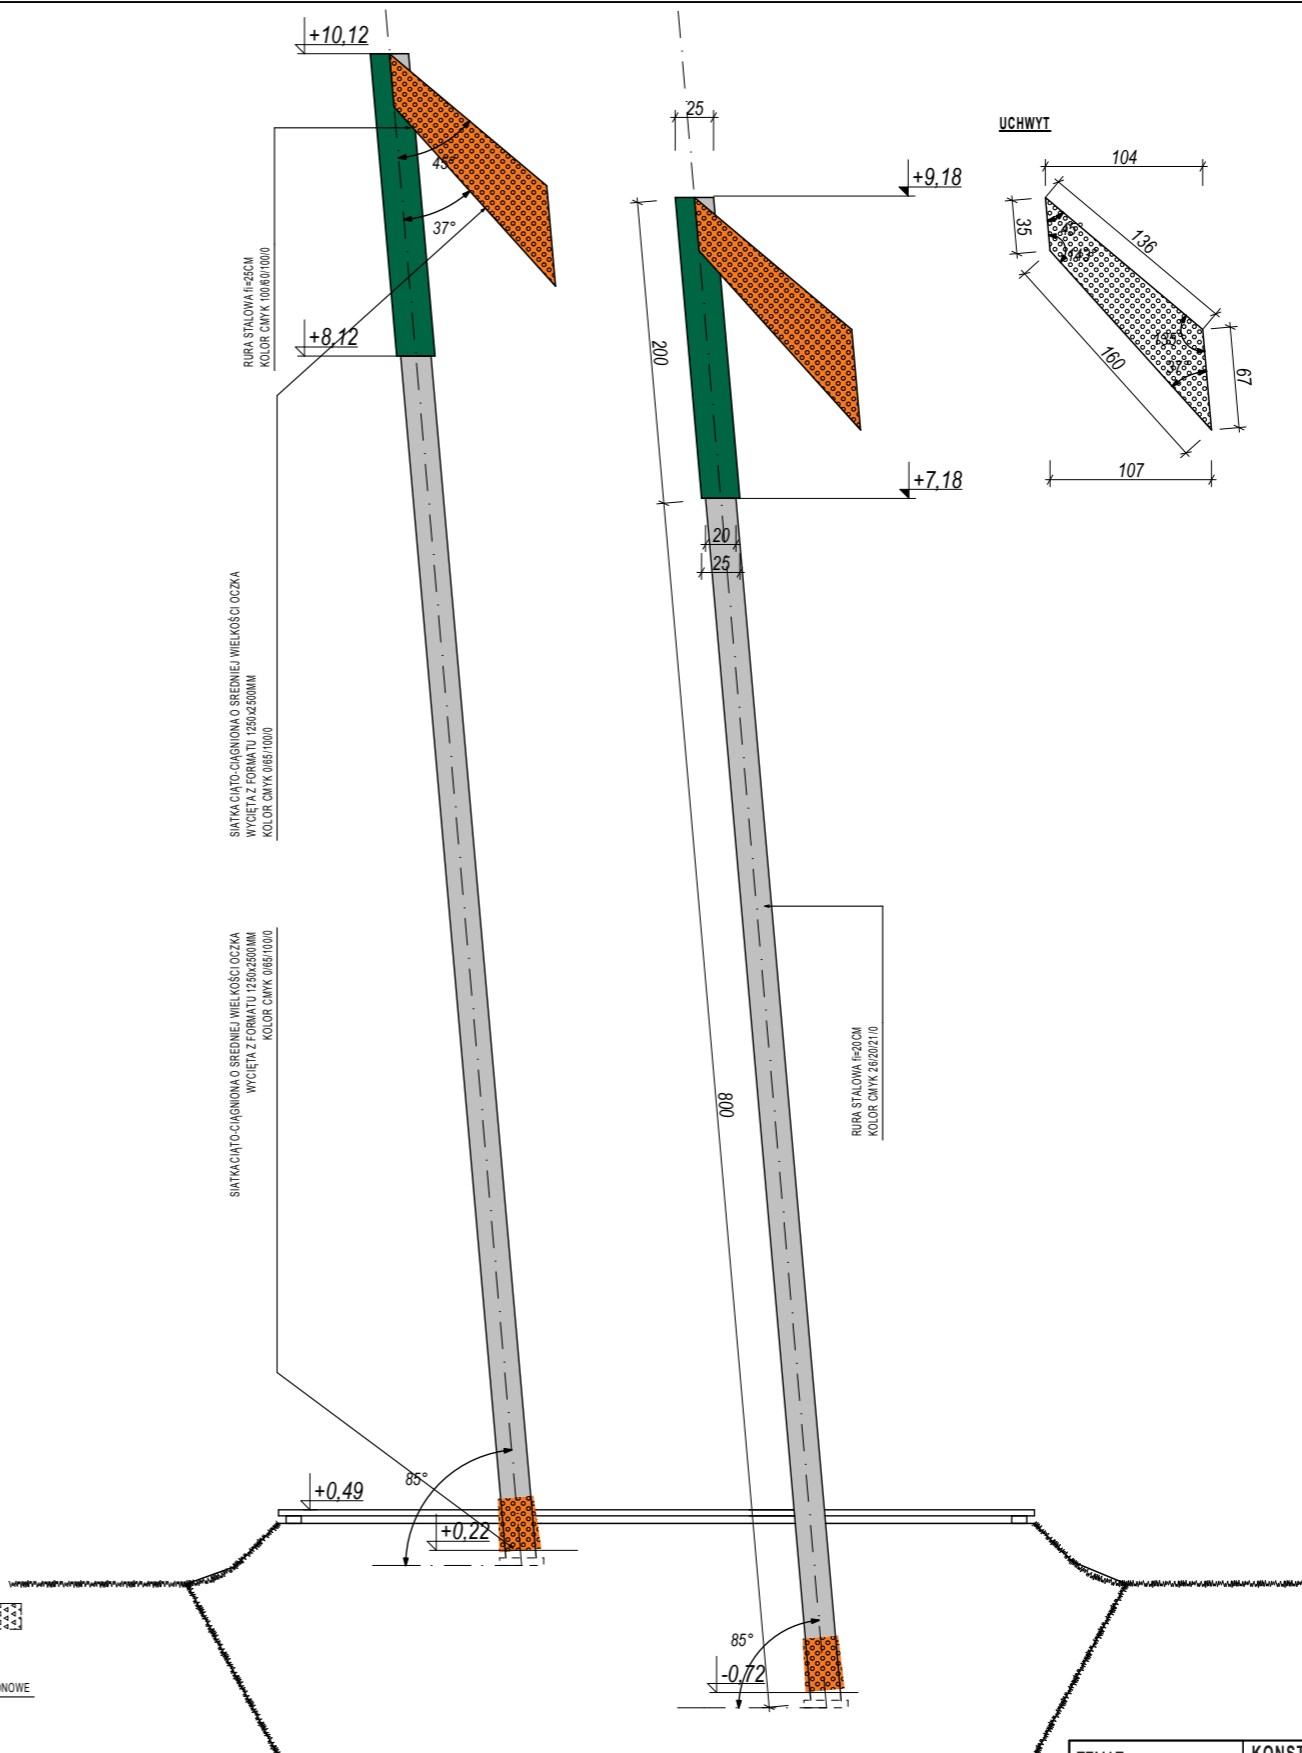 +10,12
25
UCHWYT
104
+9,18
35
136
43°
37°
RURA STALOWA fi=25CM
KOLOR CMYK 100/60/100/0
+8,12
200
160
67
107
+7,18
20
25
SIATKA CIĄTO-CIĄGNIONA O SREDNIEJ WIELKOŚCI OCZKA
WYCIĘTA Z FORMATU 1250x2500MM
KOLOR CMYK 0/65/100/0
SIATKA CIĄTO-CIĄGNIONA O SREDNIEJ WIELKOŚCI OCZKA
WYCIĘTA Z FORMATU 1250x2500MM
KOLOR CMYK 0/65/100/0
800
RURA STALOWA fi=20CM
KOLOR CMYK 26/20/21/0
85°
+0,49
+0,22
85°
-0,72